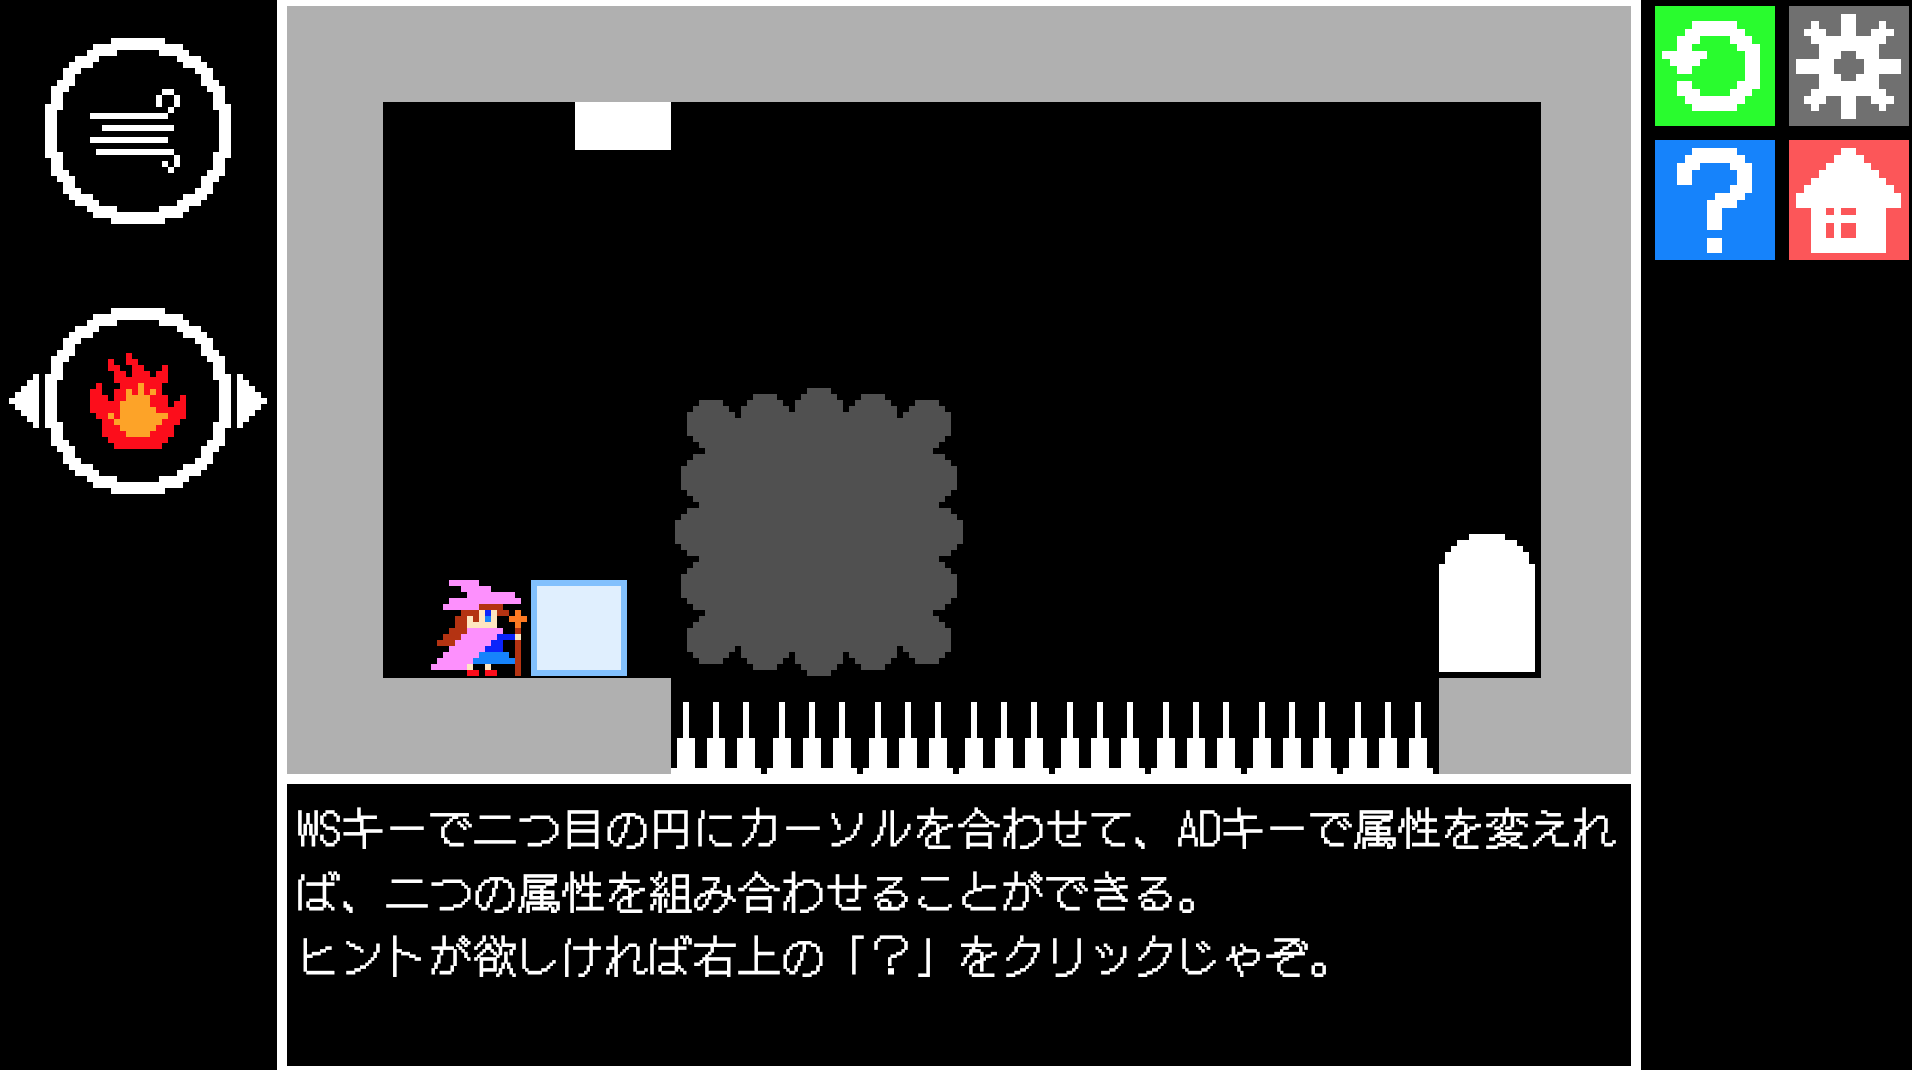 WSキーで二つ目の円にカーソルを合わせて、ADキーで属性を変えれ
ば、二つの属性を組み合わせることができる。
ヒントが欲しければ右上の「？」をクリックじゃぞ。